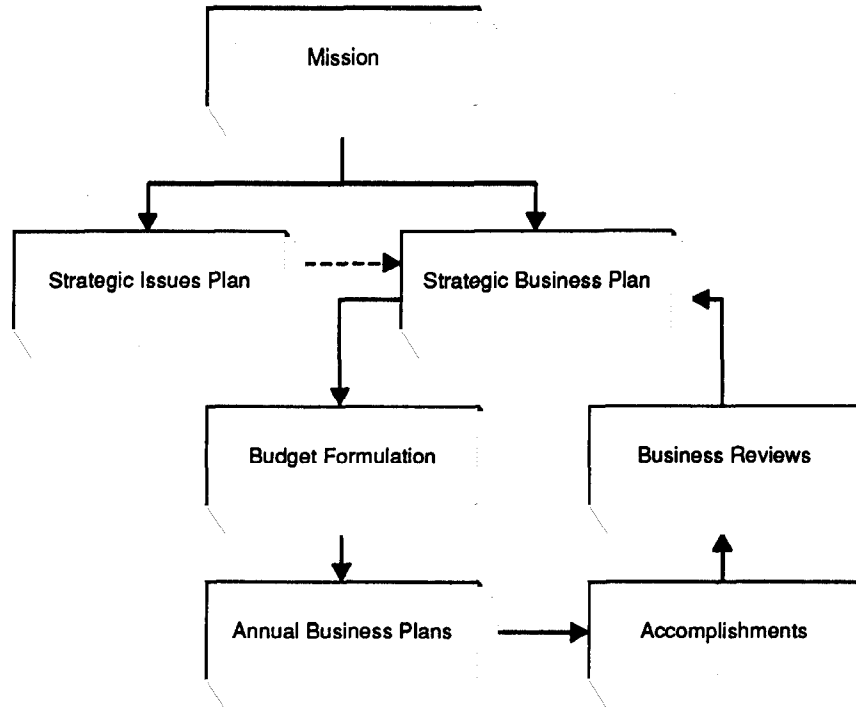 Mission
Strategic Issues Plan
Strategic Business Plan
Budget Formulation
Business Reviews
Annual Business Plans
Accomplishments